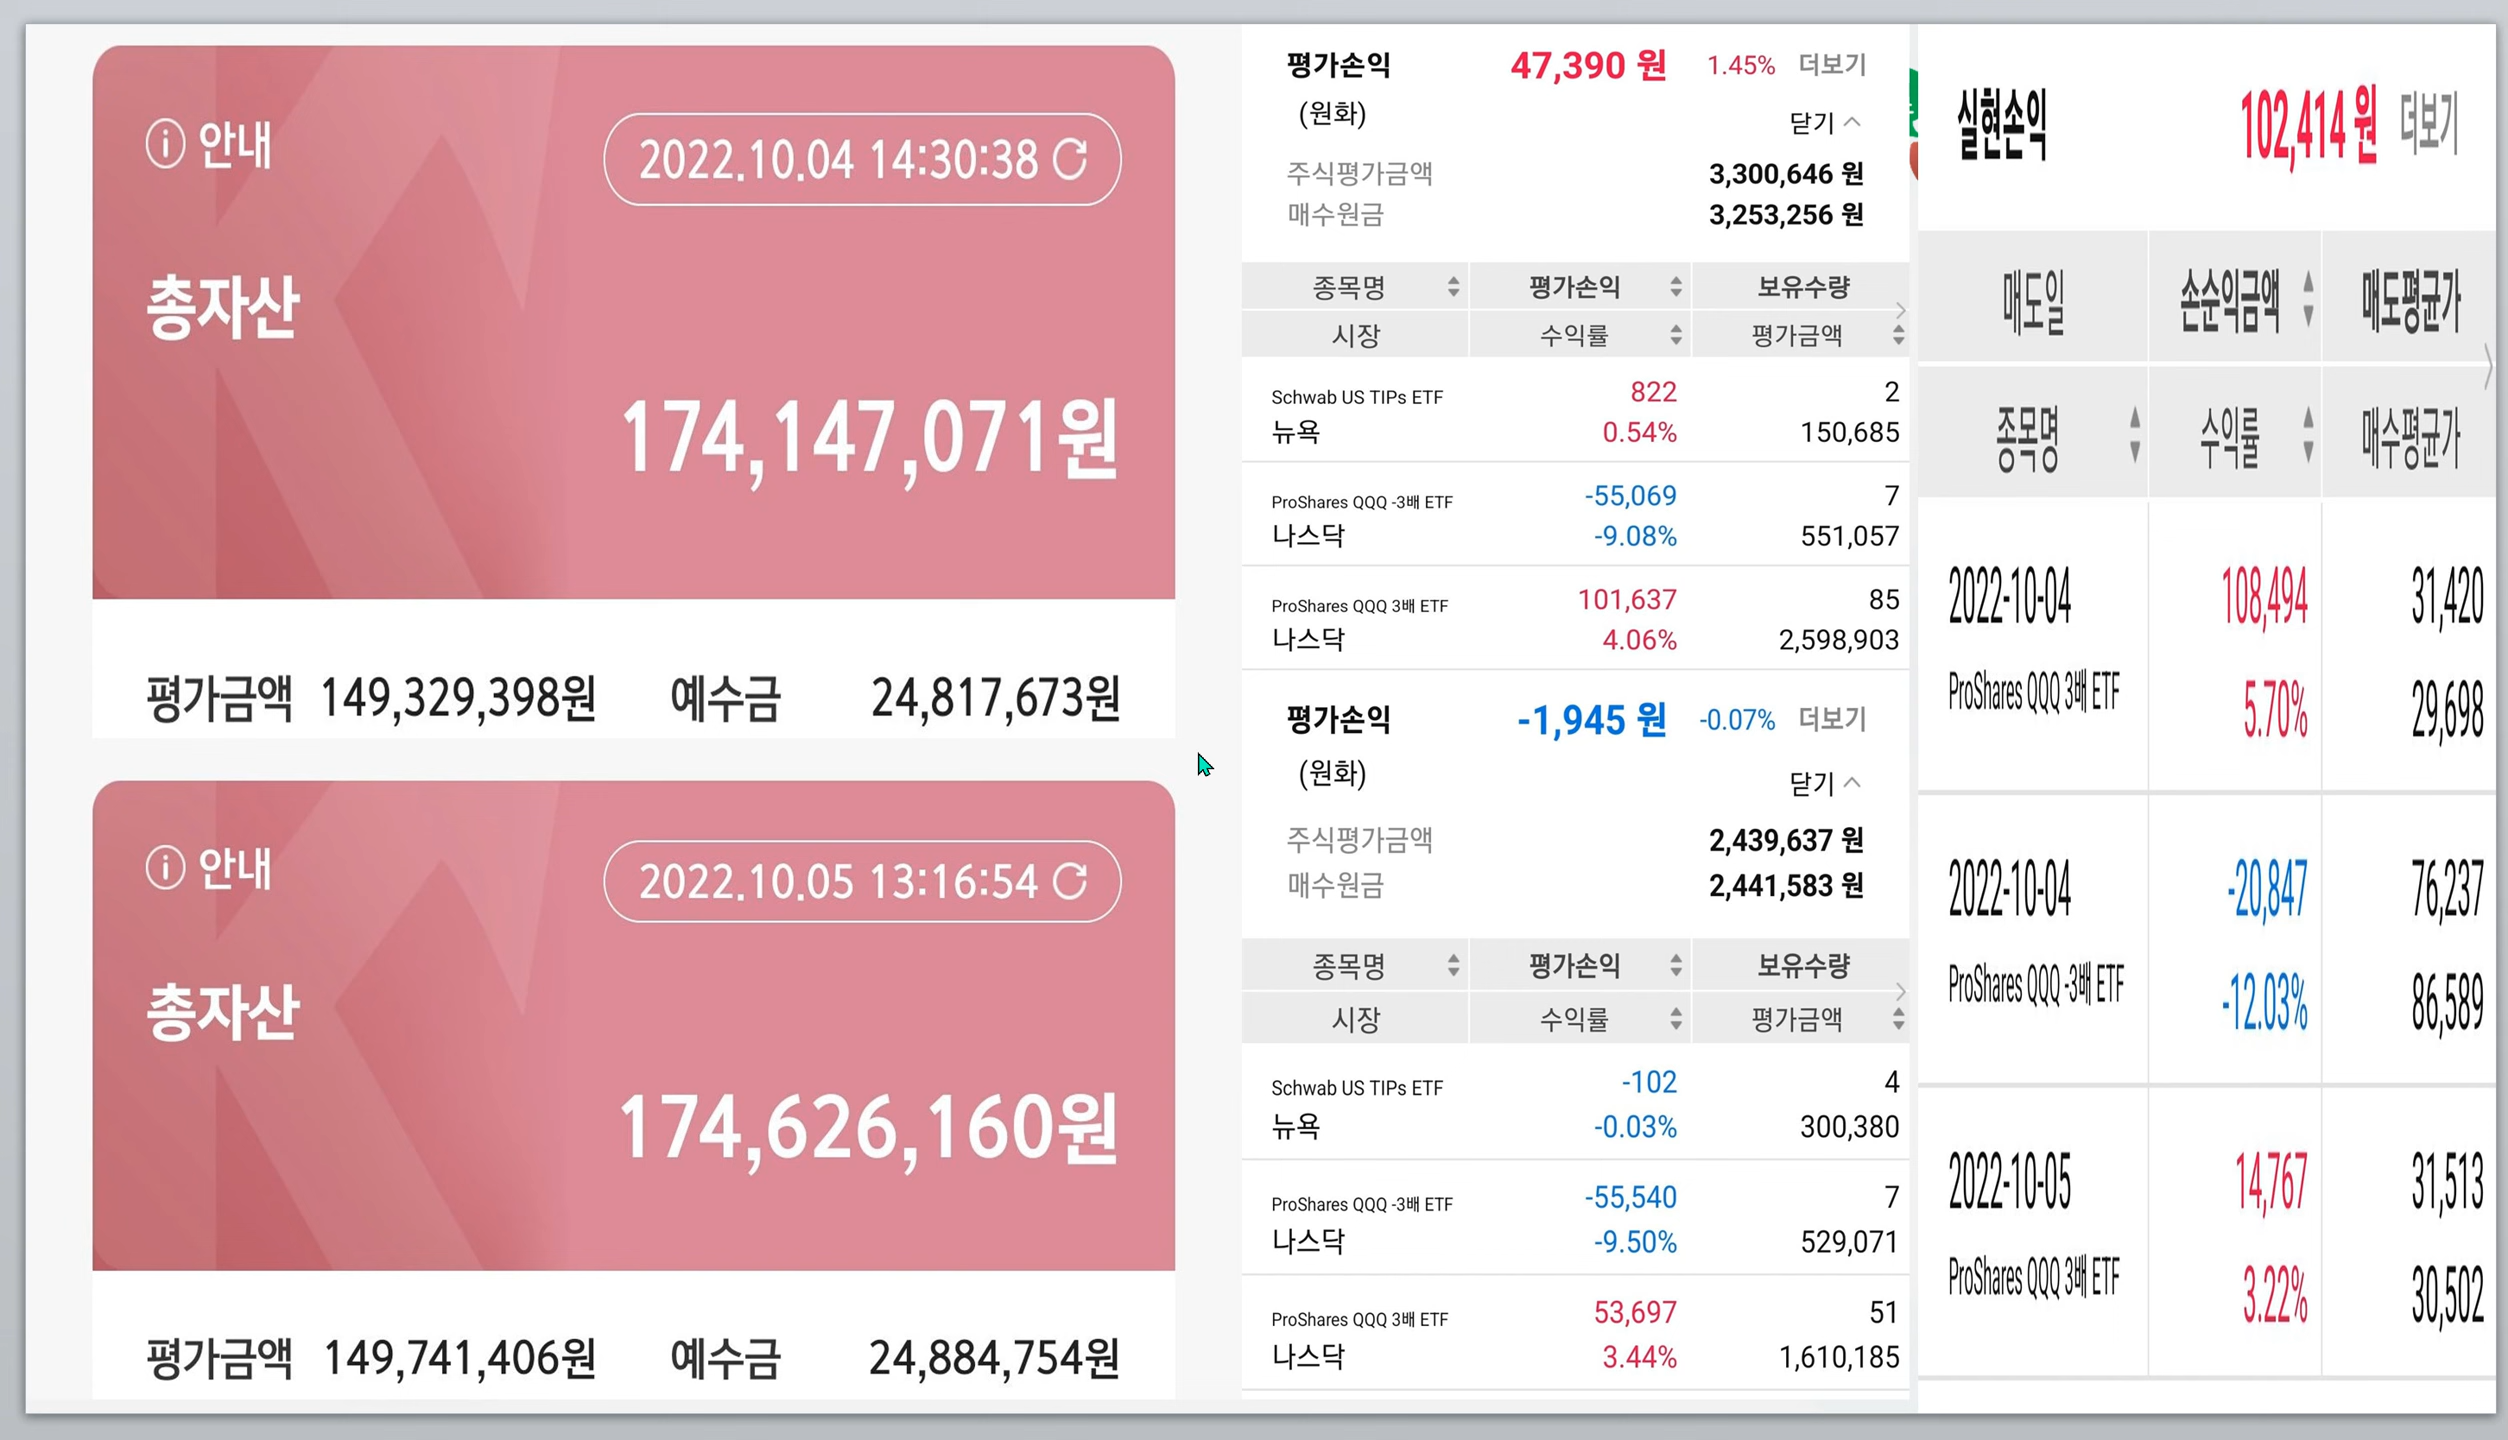 안내
2022.10.04 14:30:38
총자산
174,147,071원
평가금액 149,329,398원 예수금 24,817,673원
안내
2022.10.05 13:16:54
총자산
174,626,160원
평가금액 149,741,406원 예수금 24,884,754원
평가손익 47,390 원 1.45% 더보기
(원화) 닫기
주식평가금액 3,300,646 원
매수원금 3,253,256 원
종목명 평가손익 보유수량
시장 수익률 평가금액
Schwab US TIPs ETF 822 2
뉴욕 0.54% 150,685
ProShares QQQ -3배 ETF -55,069 7
나스닥 -9.08% 551,057
ProShares QQQ 3배 ETF 101,637 85
나스닥 4.06% 2,598,903
평가손익 -1,945 원 -0.07% 더보기
(원화) 닫기
주식평가금액 2,439,637 원
매수원금 2,441,583 원
종목명 평가손익 보유수량
시장 수익률 평가금액
Schwab US TIPs ETF -102 4
뉴욕 -0.03% 300,380
ProShares QQQ -3배 ETF -55,540 7
나스닥 -9.50% 529,071
ProShares QQQ 3배 ETF 53,697 51
나스닥 3.44% 1,610,185
실현손익 102,414 원 더보기
매도일 손순익금액 매도평균가
종목명 수익률 매수평균가
2022-10-04 108,494 31,420
ProShares QQQ 3배 ETF 5.70% 29,698
2022-10-04 -20,847 76,237
ProShares QQQ -3배 ETF -12.03% 86,589
2022-10-05 14,767 31,513
ProShares QQQ 3배 ETF 3.22% 30,502